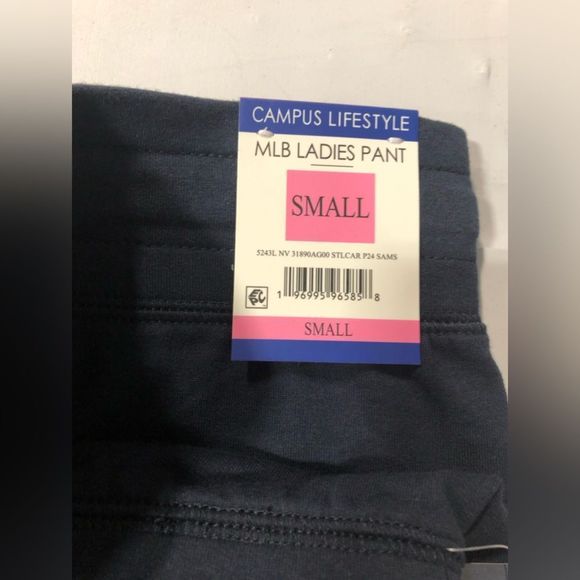 CAMPUS LIFESTYLE
MLB LADIES PANT
SMALL
5243L NV 31890AG00 STLCAR P24 SAMS
1 96995 96585 8
SMALL